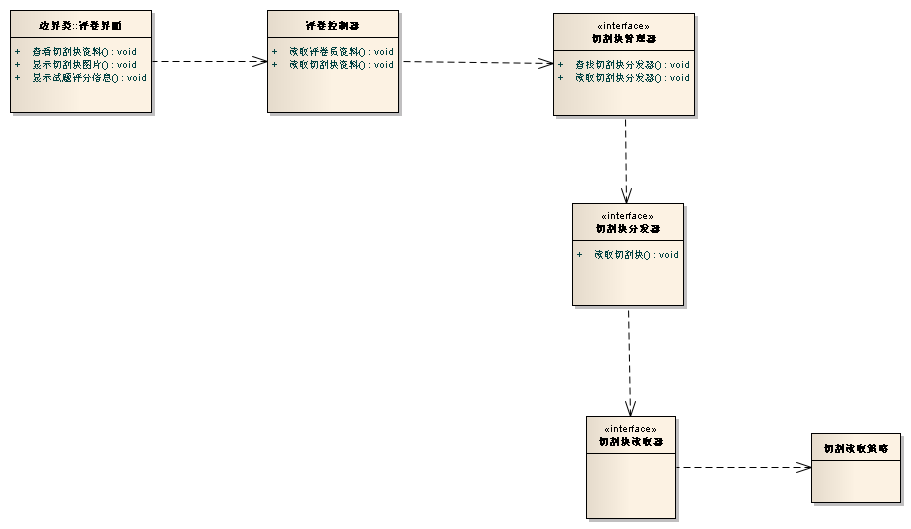 边界类::评卷界面
+ 查看切割块资料() : void
+ 显示切割块图片() : void
+ 显示试题评分信息() : void
评卷控制器
+ 读取评卷员资料() : void
+ 读取切割块资料() : void
«interface»
切割块管理器
+ 查找切割块分发器() : void
+ 读取切割块分发器() : void
«interface»
切割块分发器
+ 读取切割块() : void
«interface»
切割块读取器
切割读取策略